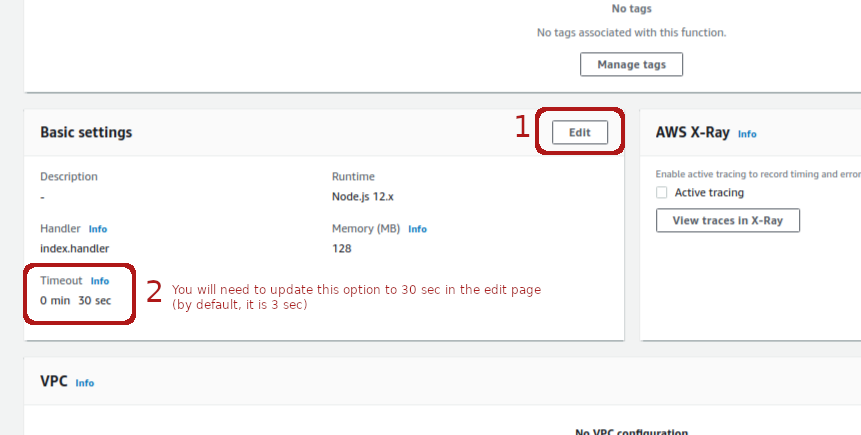 No tags
No tags associated with this function.
Manage tags
Basic settings
1
Edit
AWS X-Ray Info
Description
Runtime
Enable active tracing to record timing and error
-
Node.js 12.x
Active tracing
Handler Info
Memory (MB) Info
View traces in X-Ray
index.handler
128
Timeout Info
0 min 30 sec
2
You will need to update this option to 30 sec in the edit page
(by default, it is 3 sec)
VPC Info
No VPC configuration